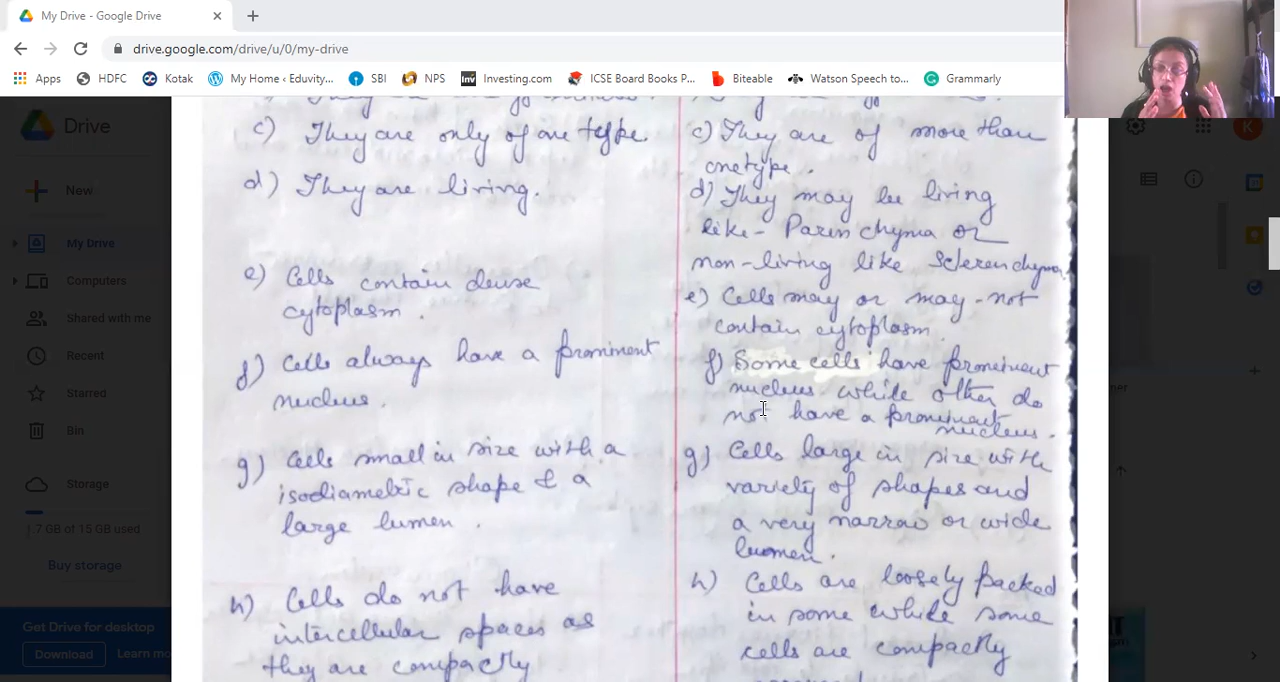 My Drive - Google Drive
drive.google.com/drive/u/0/my-drive
Apps HDFC Kotak My Home ‹ Eduvity... SBI NPS Investing.com ICSE Board Books P... Biteable Watson Speech to... Grammarly
Drive
New
My Drive
Computers
Shared with me
Recent
Starred
Bin
Storage
1.7 GB of 15 GB used
Buy storage
Get Drive for desktop
Download Learn mo
c) They are only of one type.
d) They are living.
e) Cells contain dense
cytoplasm.
f) Cells always have a prominent
nucleus.
g) Cells small in size with a
isodiametric shape & a
large lumen.
h) Cells do not have
intercellular spaces as
they are compactly
c) They are of more than
onetype.
d) They may be living
like - Parenchyma or
non-living like Sclerenchyma.
e) Cells may or may-not
contain cytoplasm.
f) Some cells have prominent
nucleus while other do
not have a prominent
nucleus.
g) Cells large in size with
variety of shapes and
a very narrow or wide
lumen.
h) Cells are loosely packed
in some while some
cells are compactly
K